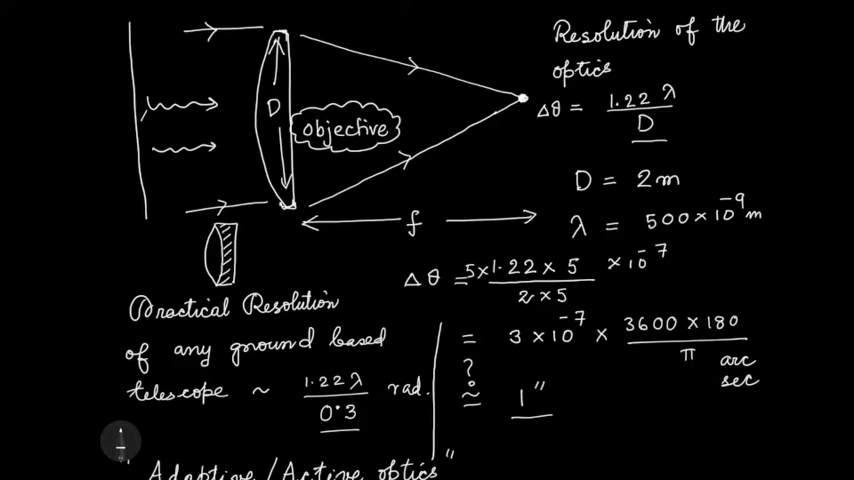 Resolution of the
optics
Δθ = 1.22 λ / D
D
objective
D = 2m
λ = 500 × 10⁻⁹ m
f
Δθ = 5×1.22 × 5 / 2 × 5 × 10⁻⁷
= 3 × 10⁻⁷ × 3600 × 180 / π arc
sec
? ≅ 1"
Practical Resolution
of any ground based
telescope ~ 1.22 λ / 0.3 rad.
" Adaptive / Active optics "